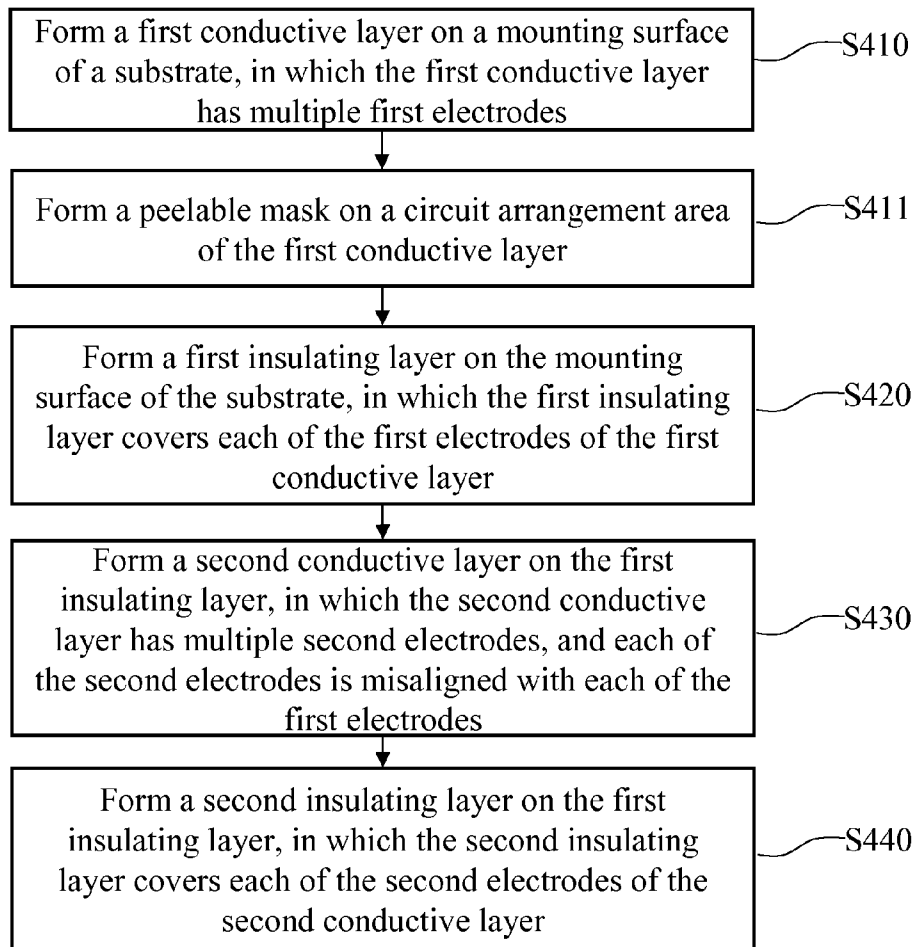 Form a first conductive layer on a mounting surface
of a substrate, in which the first conductive layer
has multiple first electrodes
S410
Form a peelable mask on a circuit arrangement area
of the first conductive layer
S411
Form a first insulating layer on the mounting
surface of the substrate, in which the first insulating
layer covers each of the first electrodes of the first
conductive layer
S420
Form a second conductive layer on the first
insulating layer, in which the second conductive
layer has multiple second electrodes, and each of
the second electrodes is misaligned with each of the
first electrodes
S430
Form a second insulating layer on the first
insulating layer, in which the second insulating
layer covers each of the second electrodes of the
second conductive layer
S440